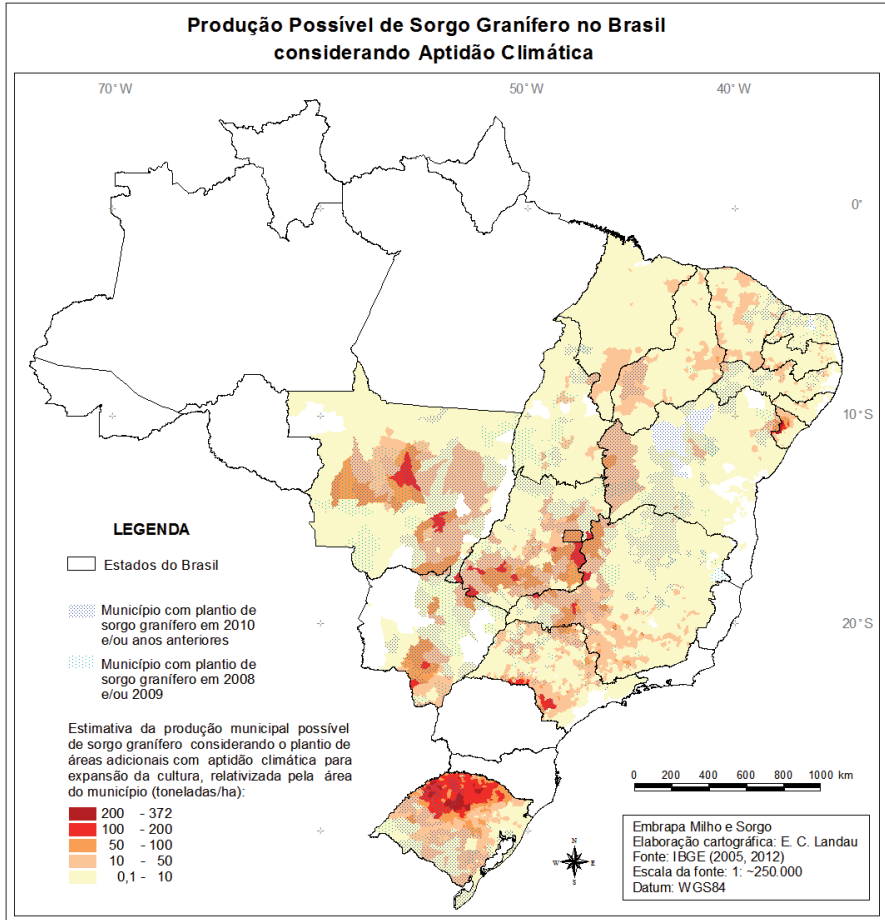 Produção Possível de Sorgo Granífero no Brasil
considerando Aptidão Climática
70°W
50°W
40°W
0°
10°S
20°S
LEGENDA
Estados do Brasil
Município com plantio de
sorgo granífero em 2010
e/ou anos anteriores
Município com plantio de
sorgo granífero em 2008
e/ou 2009
Estimativa da produção municipal possível
de sorgo granífero considerando o plantio de
áreas adicionais com aptidão climática para
expansão da cultura, relativizada pela área
do município (toneladas/ha):
200 - 372
100 - 200
50 - 100
10 - 50
0,1 - 10
0 200 400 600 800 1000 km
N
W E
S
Embrapa Milho e Sorgo
Elaboração cartográfica: E. C. Landau
Fonte: IBGE (2005, 2012)
Escala da fonte: 1: ~250.000
Datum: WGS84